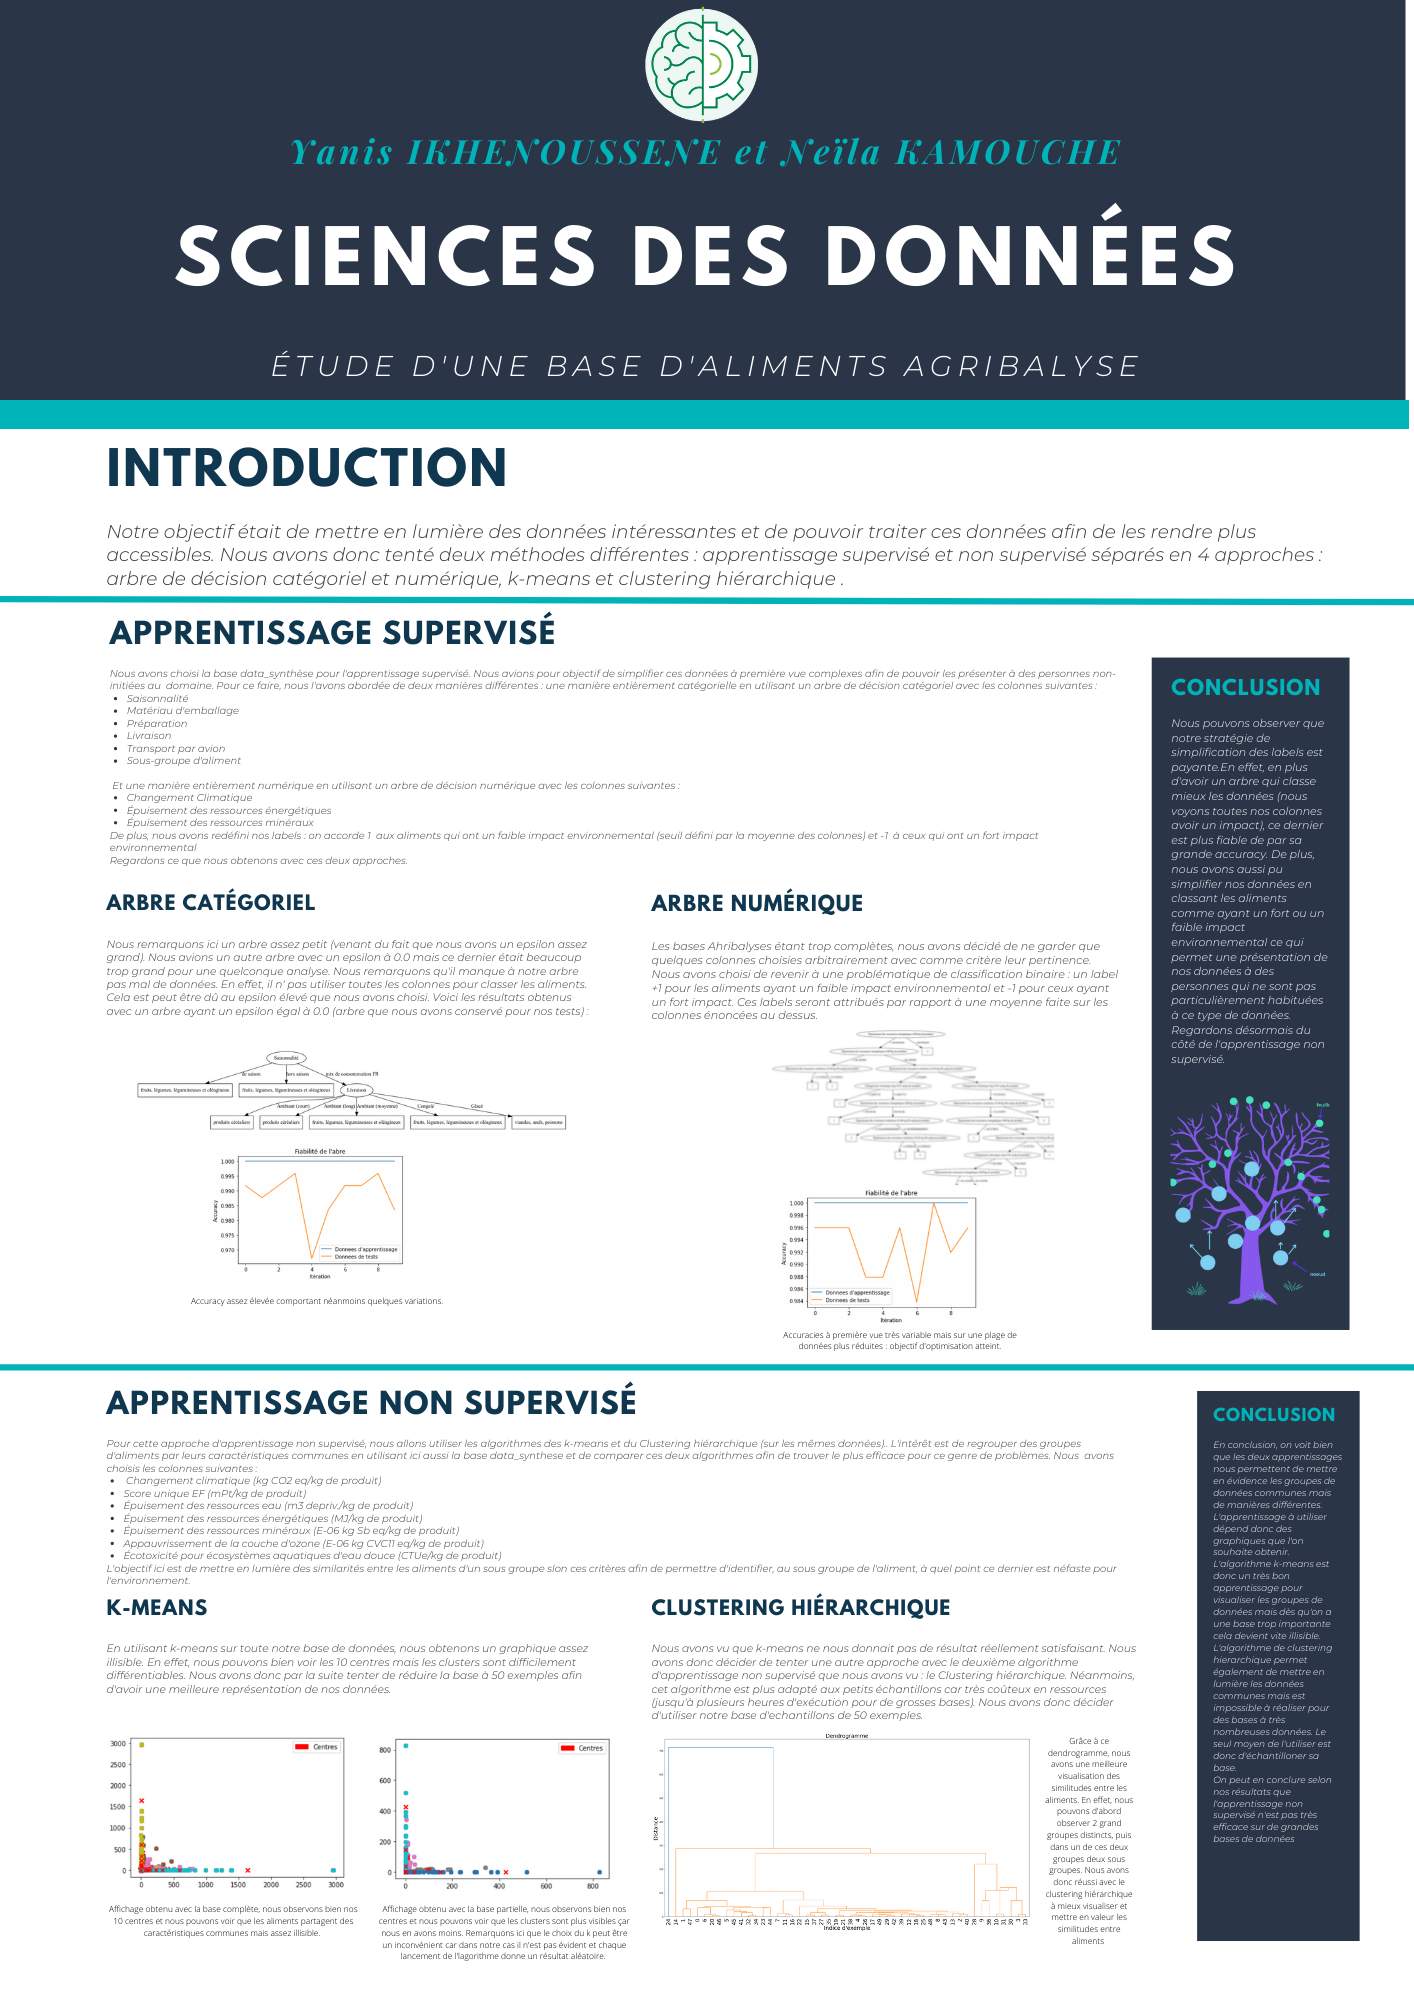 Yanis IKHENOUSSENE et Neïla KAMOUCHE
SCIENCES DES DONNÉES
ÉTUDE D'UNE BASE D'ALIMENTS AGRIBALYSE
INTRODUCTION
Notre objectif était de mettre en lumière des données intéressantes et de pouvoir traiter ces données afin de les rendre plus
accessibles. Nous avons donc tenté deux méthodes différentes : apprentissage supervisé et non supervisé séparés en 4 approches :
arbre de décision catégoriel et numérique, k-means et clustering hiérarchique .
APPRENTISSAGE SUPERVISÉ
Nous avons choisi la base data_synthèse pour l'apprentissage supervisé. Nous avions pour objectif de simplifier ces données à première vue complexes afin de pouvoir les présenter à des personnes non-
initiées au domaine. Pour ce faire, nous l'avons abordée de deux manières différentes : une manière entièrement catégorielle en utilisant un arbre de décision catégoriel avec les colonnes suivantes :
• Saisonnalité
• Matériau d'emballage
• Préparation
• Livraison
• Transport par avion
• Sous-groupe d'aliment
Et une manière entièrement numérique en utilisant un arbre de décision numérique avec les colonnes suivantes :
• Changement Climatique
• Épuisement des ressources énergétiques
• Épuisement des ressources minéraux
De plus, nous avons redéfini nos labels : on accorde 1 aux aliments qui ont un faible impact environnemental (seuil défini par la moyenne des colonnes) et -1 à ceux qui ont un fort impact
environnemental
Regardons ce que nous obtenons avec ces deux approches.
ARBRE CATÉGORIEL
Nous remarquons ici un arbre assez petit (venant du fait que nous avons un epsilon assez
grand). Nous avions un autre arbre avec un epsilon à 0.0 mais ce dernier était beaucoup
trop grand pour une quelconque analyse. Nous remarquons qu'il manque à notre arbre
pas mal de données. En effet, il n' pas utiliser toutes les colonnes pour classer les aliments.
Cela est peut être dû au epsilon élevé que nous avons choisi. Voici les résultats obtenus
avec un arbre ayant un epsilon égal à 0.0 (arbre que nous avons conservé pour nos tests) :
Saisonnalité
de saison hors saison mix de consommation FR
fruits, légumes, légumineuses et oléagineux fruits, légumes, légumineuses et oléagineux Livraison
Ambiant (court) Ambiant (long) Ambiant (moyenne) Congelé Glacé
produits céréaliers produits céréaliers fruits, légumes, légumineuses et oléagineux fruits, légumes, légumineuses et oléagineux viandes, œufs, poissons
Fiabilité de l'abre
Accuracy
1.000
0.995
0.990
0.985
0.980
0.975
0.970
Donnees d'apprentissage
Donnees de tests
0 2 4 6 8
Itération
Accuracy assez élevée comportant néanmoins quelques variations.
ARBRE NUMÉRIQUE
Les bases Ahribalyses étant trop complètes, nous avons décidé de ne garder que
quelques colonnes choisies arbitrairement avec comme critère leur pertinence.
Nous avons choisi de revenir à une problématique de classification binaire : un label
+1 pour les aliments ayant un faible impact environnemental et -1 pour ceux ayant
un fort impact. Ces labels seront attribués par rapport à une moyenne faite sur les
colonnes énoncées au dessus.
Fiabilité de l'abre
Accuracy
1.000
0.998
0.996
0.994
0.992
0.990
0.988
0.986
0.984
Donnees d'apprentissage
Donnees de tests
0 2 4 6 8
Itération
Accuracies à première vue très variable mais sur une plage de
données plus réduites : objectif d'optimisation atteint.
CONCLUSION
Nous pouvons observer que
notre stratégie de
simplification des labels est
payante.En effet, en plus
d'avoir un arbre qui classe
mieux les données (nous
voyons toutes nos colonnes
avoir un impact), ce dernier
est plus fiable de par sa
grande accuracy. De plus,
nous avons aussi pu
simplifier nos données en
classant les aliments
comme ayant un fort ou un
faible impact
environnemental ce qui
permet une présentation de
nos données à des
personnes qui ne sont pas
particulièrement habituées
à ce type de données.
Regardons désormais du
côté de l'apprentissage non
supervisé.
noeud
APPRENTISSAGE NON SUPERVISÉ
Pour cette approche d'apprentissage non supervisé, nous allons utiliser les algorithmes des k-means et du Clustering hiérarchique (sur les mêmes données).. L'intérêt est de regrouper des groupes
d'aliments par leurs caractéristiques communes en utilisant ici aussi la base data_synthese et de comparer ces deux algorithmes afin de trouver le plus efficace pour ce genre de problèmes. Nous avons
choisis les colonnes suivantes :
• Changement climatique (kg CO2 eq/kg de produit)
• Score unique EF (mPt/kg de produit)
• Épuisement des ressources eau (m3 depriv./kg de produit)
• Épuisement des ressources énergétiques (MJ/kg de produit)
• Épuisement des ressources minéraux (E-06 kg Sb eq/kg de produit)
• Appauvrissement de la couche d'ozone (E-06 kg CVC11 eq/kg de produit)
• Écotoxicité pour écosystèmes aquatiques d'eau douce (CTUe/kg de produit)
L'objectif ici est de mettre en lumière des similarités entre les aliments d'un sous groupe slon ces critères afin de permettre d'identifier, au sous groupe de l'aliment, à quel point ce dernier est néfaste pour
l'environnement.
K-MEANS
En utilisant k-means sur toute notre base de données, nous obtenons un graphique assez
illisible. En effet, nous pouvons bien voir les 10 centres mais les clusters sont difficilement
différentiables. Nous avons donc par la suite tenter de réduire la base à 50 exemples afin
d'avoir une meilleure représentation de nos données.
3000
2500
2000
1500
1000
500
0
Centres
0 500 1000 1500 2000 2500 3000
Affichage obtenu avec la base complète, nous observons bien nos
10 centres et nous pouvons voir que les aliments partagent des
caractéristiques communes mais assez illisible.
800
600
400
200
0
Centres
0 200 400 600 800
Affichage obtenu avec la base partielle, nous observons bien nos
centres et nous pouvons voir que les clusters sont plus visibles çar
nous en avons moins. Remarquons ici que le choix du k peut être
un inconvénient car dans notre cas il n'est pas évident et chaque
lancement de l'lagorithme donne un résultat aléatoire.
CLUSTERING HIÉRARCHIQUE
Nous avons vu que k-means ne nous donnait pas de résultat réellement satisfaisant. Nous
avons donc décider de tenter une autre approche avec le deuxième algorithme
d'apprentissage non supervisé que nous avons vu : le Clustering hiérarchique. Néanmoins,
cet algorithme est plus adapté aux petits échantillons car très coûteux en ressources
(jusqu'à plusieurs heures d'exécution pour de grosses bases). Nous avons donc décider
d'utiliser notre base d'echantillons de 50 exemples.
Dendrogramme
Distance
Indice d'exemple
Grâce à ce
dendrogramme, nous
avons une meilleure
visualisation des
similitudes entre les
aliments. En effet, nous
pouvons d'abord
observer 2 grand
groupes distincts, puis
dans un de ces deux
groupes deux sous
groupes. Nous avons
donc réussi avec le
clustering hiérarchique
à mieux visualiser et
mettre en valeur les
similitudes entre
aliments
CONCLUSION
En conclusion, on voit bien
que les deux apprentissages
nous permettent de mettre
en évidence les groupes de
données communes mais
de manières différentes.
L'apprentissage à utiliser
dépend donc des
graphiques que l'on
souhaite obtenir.
L'algorithme k-means est
donc un très bon
apprentissage pour
visualiser les groupes de
données mais dès qu'on a
une base trop importante
cela devient vite illisible.
L'algorithme de clustering
hierarchique permet
également de mettre en
lumière les données
communes mais est
impossible à réaliser pour
des bases à très
nombreuses données. Le
seul moyen de l'utiliser est
donc d'échantilloner sa
base.
On peut en conclure selon
nos résultats que
l'apprentissage non
supervisé n'est pas très
efficace sur de grandes
bases de données